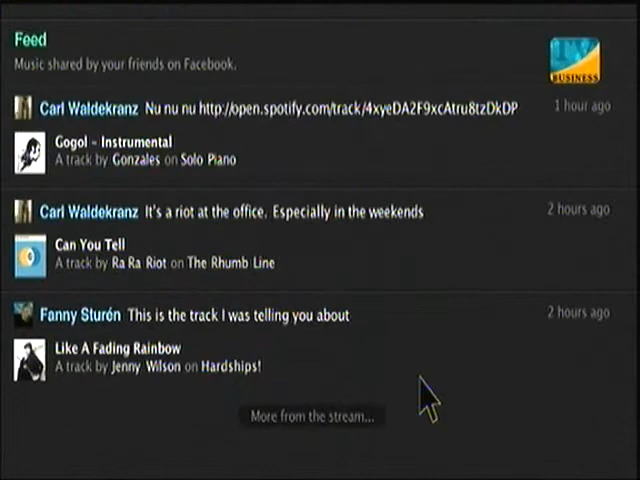 Feed
Music shared by your friends on Facebook.
TV
BUSINESS
Carl Waldekranz Nu nu nu http://open.spotify.com/track/4xyeDA2F9xcAtru8tzDkDP 1 hour ago
Gogol - Instrumental
A track by Gonzales on Solo Piano
Carl Waldekranz It's a riot at the office. Especially in the weekends 2 hours ago
Can You Tell
A track by Ra Ra Riot on The Rhumb Line
Fanny Sturén This is the track I was telling you about 2 hours ago
Like A Fading Rainbow
A track by Jenny Wilson on Hardships!
More from the stream...